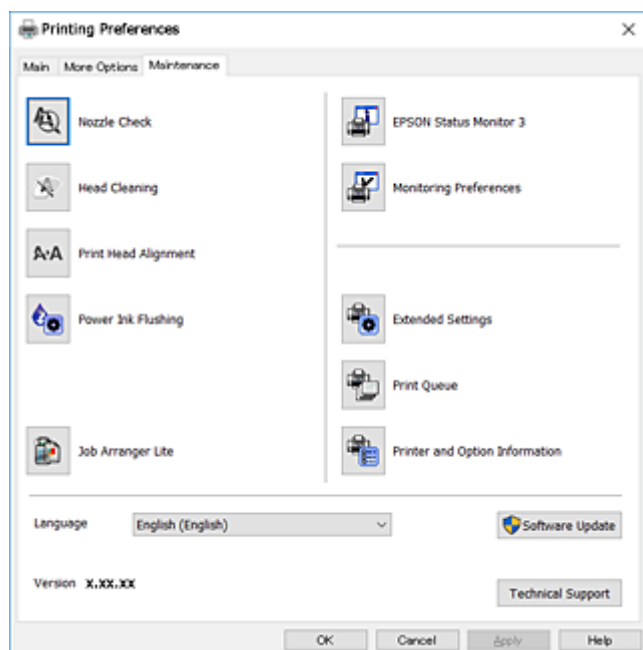 Printing Preferences
Main More Options Maintenance
Nozzle Check
Head Cleaning
A·A Print Head Alignment
Power Ink Flushing
Job Arranger Lite
EPSON Status Monitor 3
Monitoring Preferences
Extended Settings
Print Queue
Printer and Option Information
Language English (English) Software Update
Version X.XX.XX Technical Support
OK Cancel Apply Help